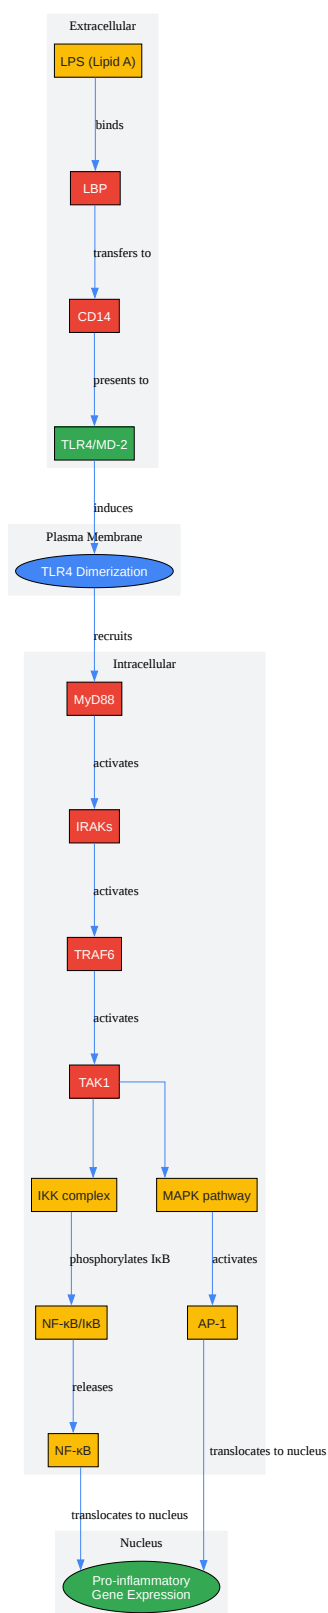 Extracellular
LPS (Lipid A)
binds
LBP
transfers to
CD14
presents to
TLR4/MD-2
induces
Plasma Membrane
TLR4 Dimerization
recruits
Intracellular
MyD88
activates
IRAKs
activates
TRAF6
activates
TAK1
IKK complex
MAPK pathway
phosphorylates IκB
activates
NF-κB/IκB
AP-1
releases
NF-κB
translocates to nucleus
translocates to nucleus
Nucleus
Pro-inflammatory
Gene Expression